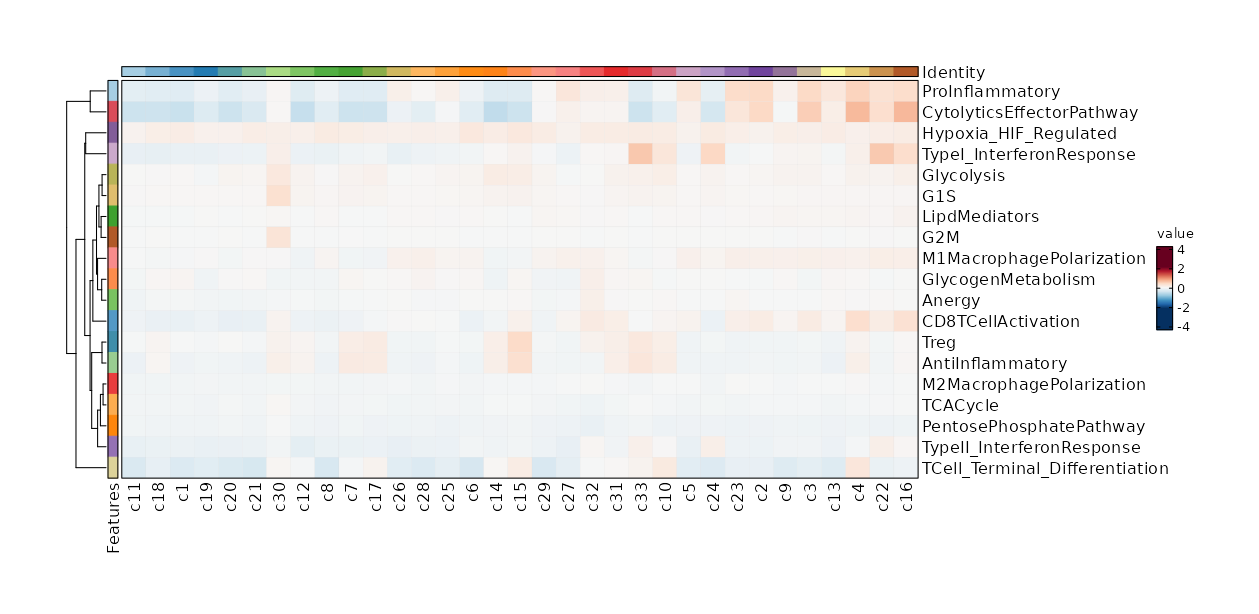 Identity
ProInflammatory
CytolyticsEffectorPathway
Hypoxia_HIF_Regulated
TypeI_InterferonResponse
Glycolysis
G1S
LipdMediators
G2M
M1MacrophagePolarization
GlycogenMetabolism
Anergy
CD8TCellActivation
Treg
AntiInflammatory
M2MacrophagePolarization
TCACycle
PentosePhosphatePathway
TypeII_InterferonResponse
TCell_Terminal_Differentiation
value
4
2
0
-2
-4
Features c11 c18 c1 c19 c20 c21 c30 c12 c8 c7 c17 c26 c28 c25 c6 c14 c15 c29 c27 c32 c31 c33 c10 c5 c24 c23 c2 c9 c3 c13 c4 c22 c16